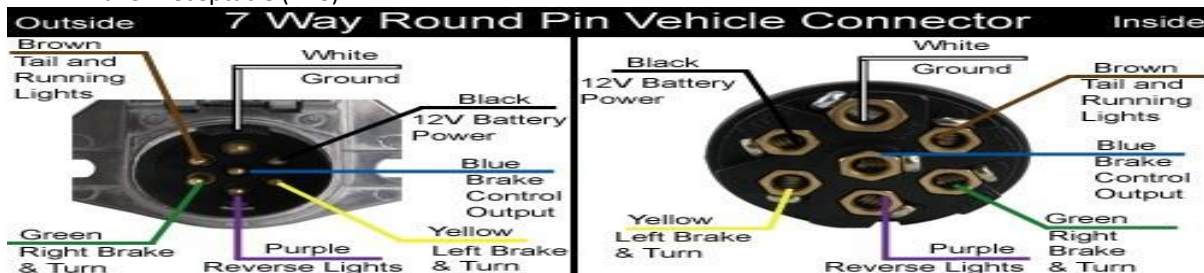 Outside 7 Way Round Pin Vehicle Connector Inside
Brown
Tail and
Running
Lights
White
Ground
Black
12V Battery
Power
Blue
Brake
Control
Output
Green
Right Brake
& Turn
Purple
Reverse Lights
Yellow
Left Brake
& Turn
Black
12V Battery
Power
White
Ground
Brown
Tail and
Running
Lights
Blue
Brake
Control
Output
Yellow
Left Brake
& Turn
Purple
Reverse Lights
Green
Right
Brake
& Turn